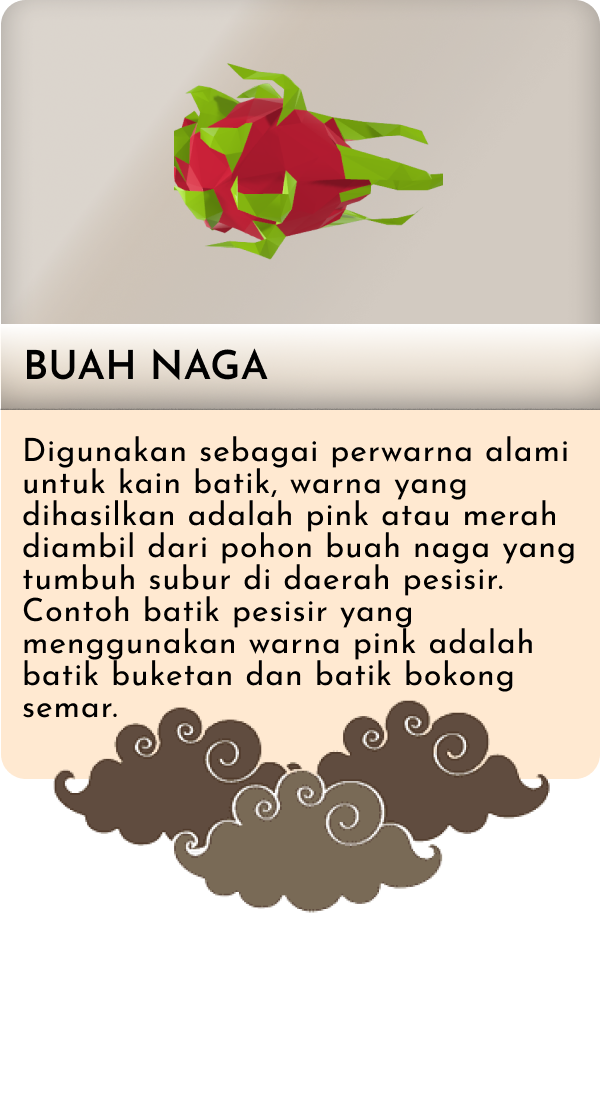 BUAH NAGA
Digunakan sebagai perwarna alami
untuk kain batik, warna yang
dihasilkan adalah pink atau merah
diambil dari pohon buah naga yang
tumbuh subur di daerah pesisir.
Contoh batik pesisir yang
menggunakan warna pink adalah
batik buketan dan batik bokong
semar.